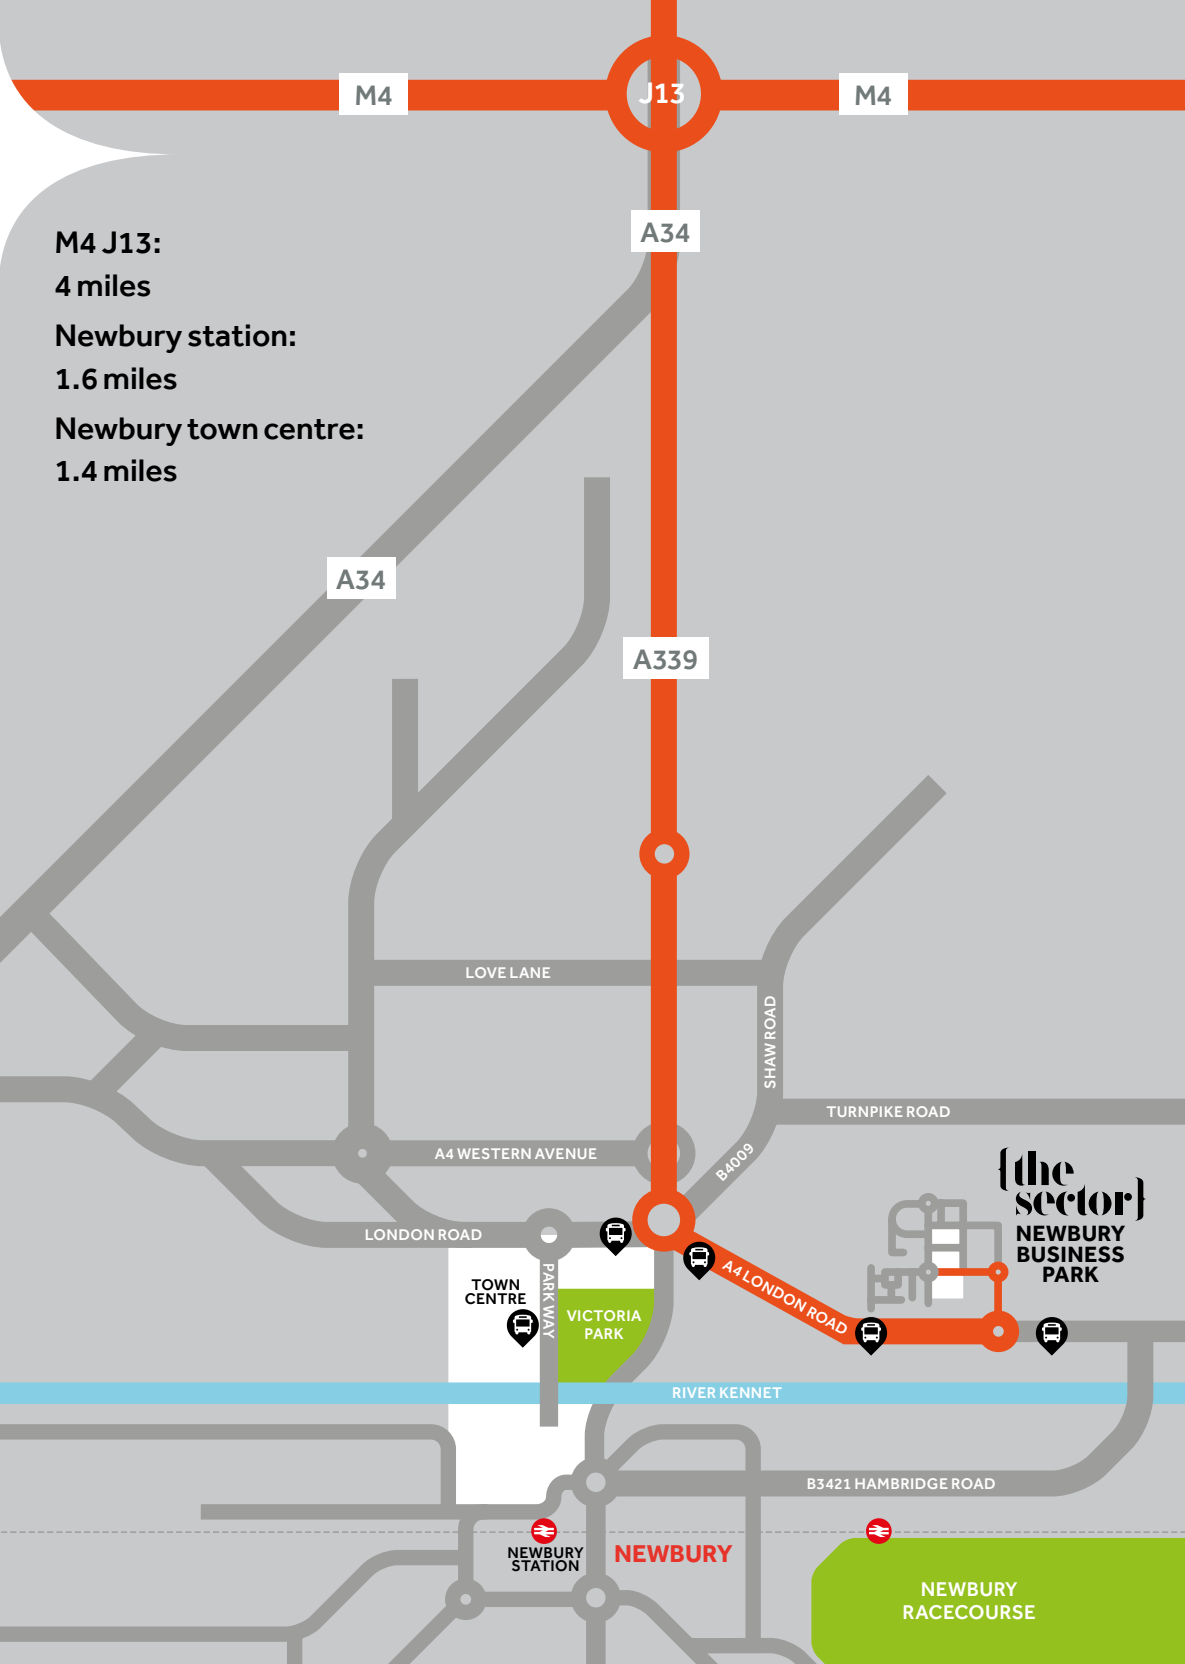 M4
J13
M4
A34
M4 J13:
4 miles
Newbury station:
1.6 miles
Newbury town centre:
1.4 miles
A34
A339
LOVE LANE
SHAW ROAD
TURNPIKE ROAD
A4 WESTERN AVENUE
B4009
{the
sector}
NEWBURY
BUSINESS
PARK
LONDON ROAD
PARK WAY
TOWN
CENTRE
VICTORIA
PARK
A4 LONDON ROAD
RIVER KENNET
B3421 HAMBRIDGE ROAD
NEWBURY
STATION
NEWBURY
NEWBURY
RACECOURSE